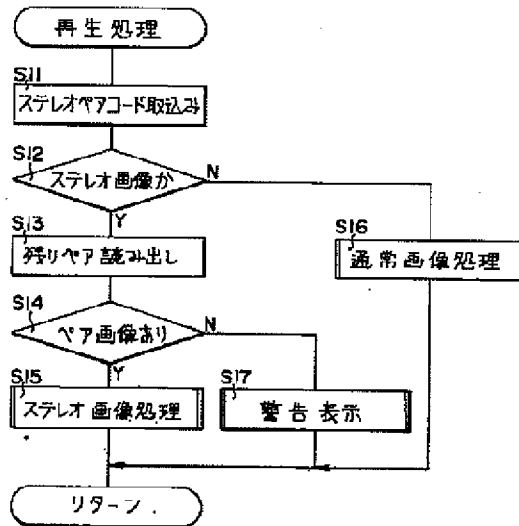 再生処理
S11
ステレオペアコード取込み
S12
ステレオ画像か
N
Y
S13
残りペア読み出し
S16
通常画像処理
S14
ペア画像あり
N
Y
S15
ステレオ画像処理
S17
警告表示
リターン